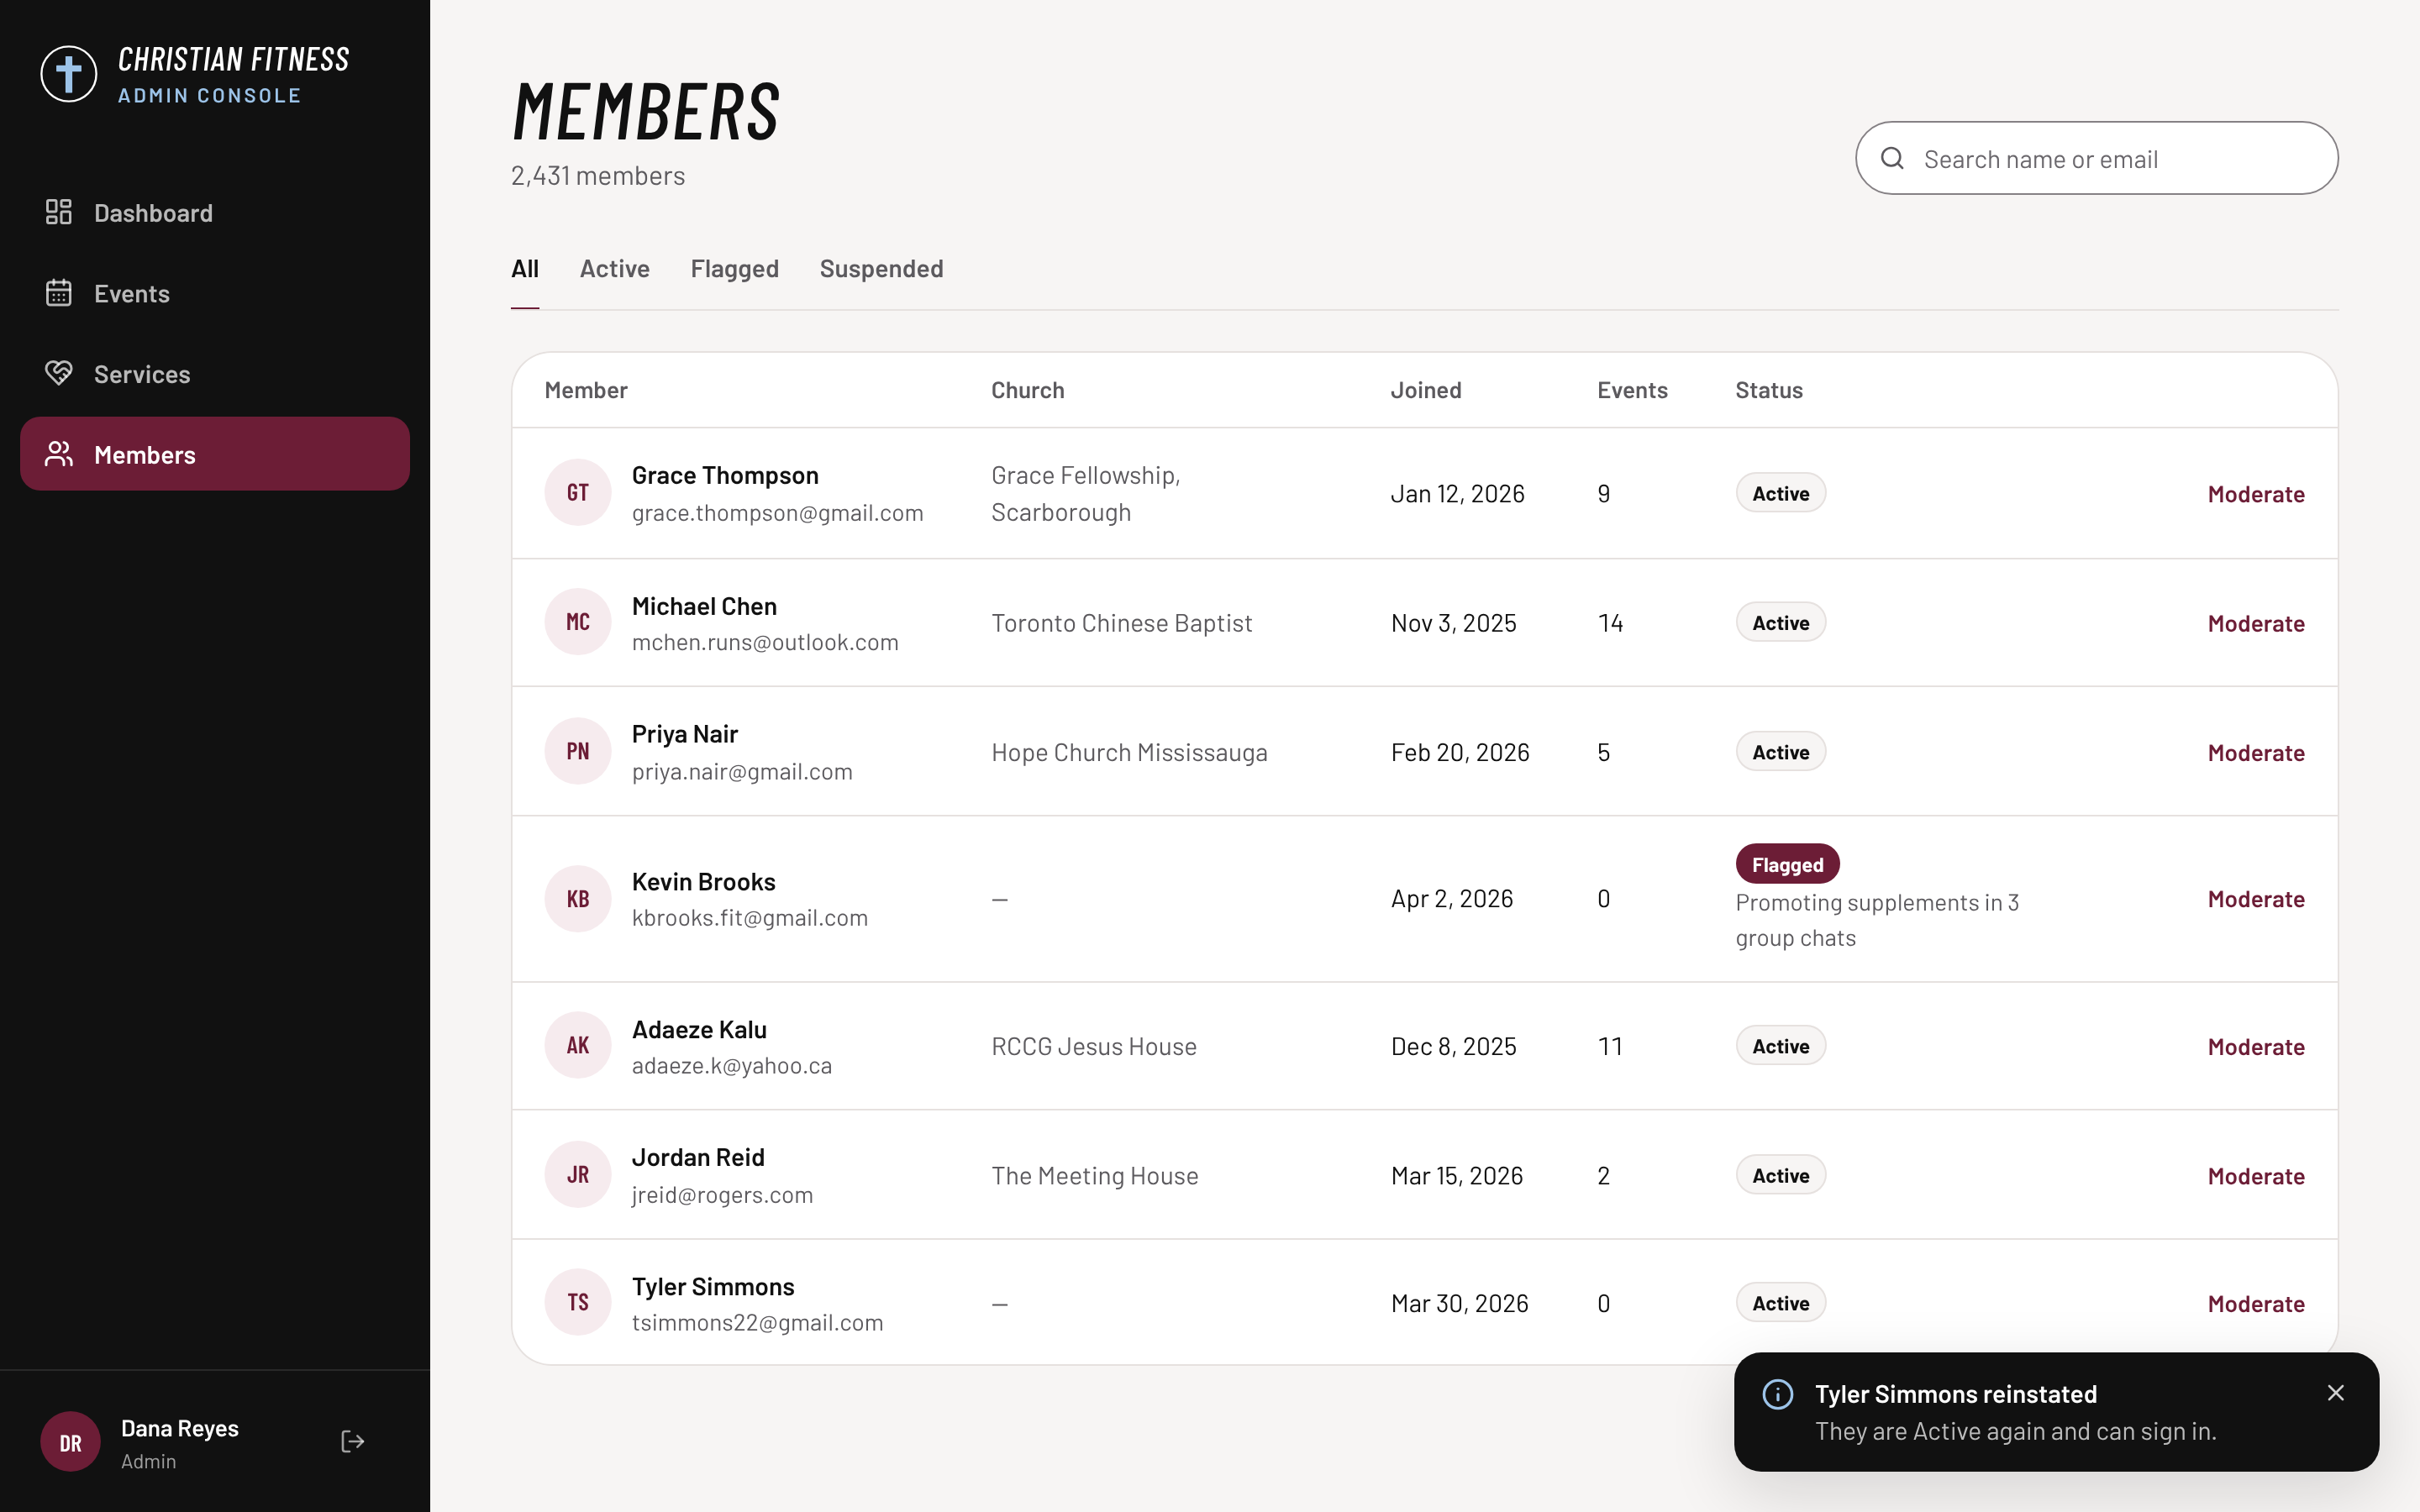 CHRISTIAN FITNESS
ADMIN CONSOLE
Dashboard
Events
Services
Members
DR
Dana Reyes
Admin
MEMBERS
2,431 members
Search name or email
All Active Flagged Suspended
Member Church Joined Events Status
GT
Grace Thompson
grace.thompson@gmail.com
Grace Fellowship,
Scarborough
Jan 12, 2026
9
Active
Moderate
MC
Michael Chen
mchen.runs@outlook.com
Toronto Chinese Baptist
Nov 3, 2025
14
Active
Moderate
PN
Priya Nair
priya.nair@gmail.com
Hope Church Mississauga
Feb 20, 2026
5
Active
Moderate
KB
Kevin Brooks
kbrooks.fit@gmail.com
—
Apr 2, 2026
0
Flagged
Promoting supplements in 3
group chats
Moderate
AK
Adaeze Kalu
adaeze.k@yahoo.ca
RCCG Jesus House
Dec 8, 2025
11
Active
Moderate
JR
Jordan Reid
jreid@rogers.com
The Meeting House
Mar 15, 2026
2
Active
Moderate
TS
Tyler Simmons
tsimmons22@gmail.com
—
Mar 30, 2026
0
Active
Moderate
Tyler Simmons reinstated
They are Active again and can sign in.